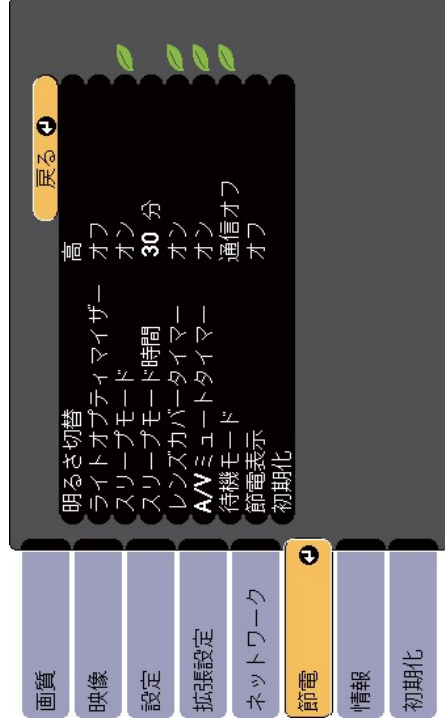 画質
映像
設定
拡張設定
ネットワーク
節電
情報
初期化
戻る
明るさ切替 高
ライトオプティマイザー オフ
スリープモード オン
スリープモード時間 30 分
レンズカバータイマー オン
A/Vミュートタイマー オン
待機モード 通信オフ
節電表示 オフ
初期化